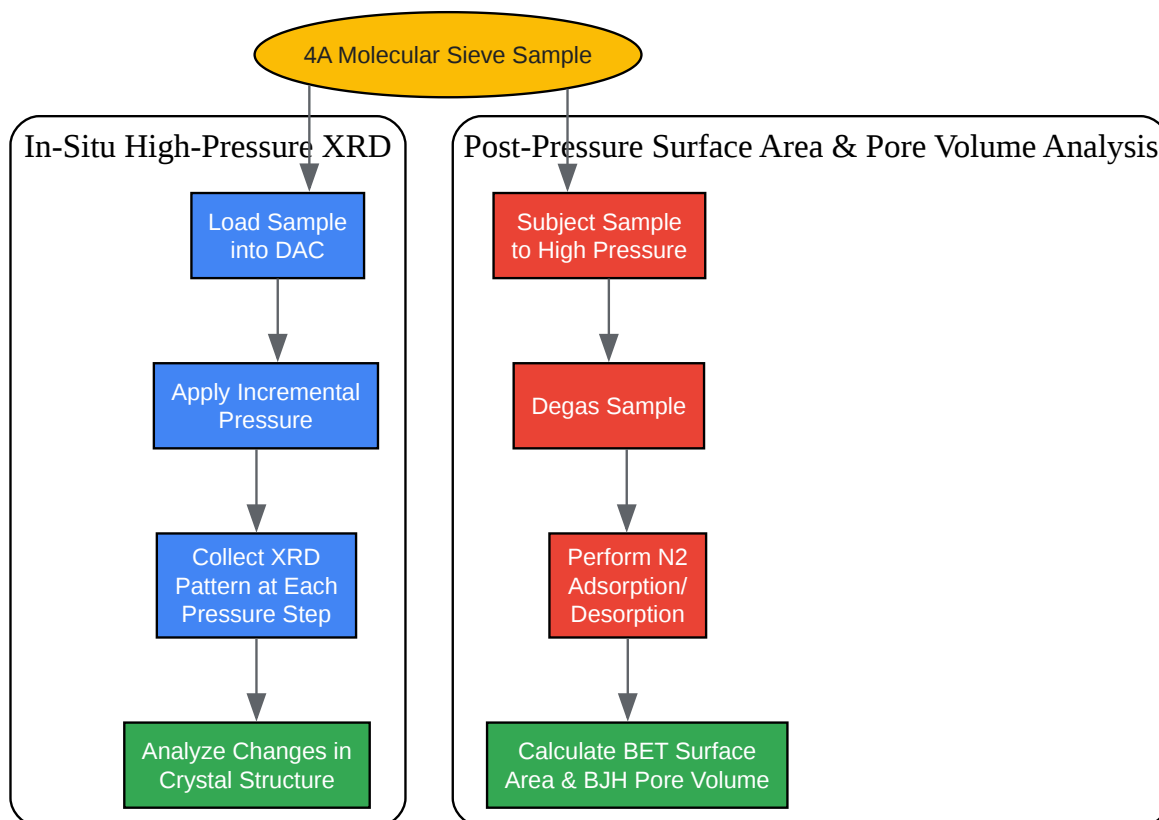 4A Molecular Sieve Sample
In-Situ High-Pressure XRD
Load Sample
into DAC
Apply Incremental
Pressure
Collect XRD
Pattern at Each
Pressure Step
Analyze Changes in
Crystal Structure
Post-Pressure Surface Area & Pore Volume Analysis
Subject Sample
to High Pressure
Degas Sample
Perform N2
Adsorption/
Desorption
Calculate BET Surface
Area & BJH Pore Volume